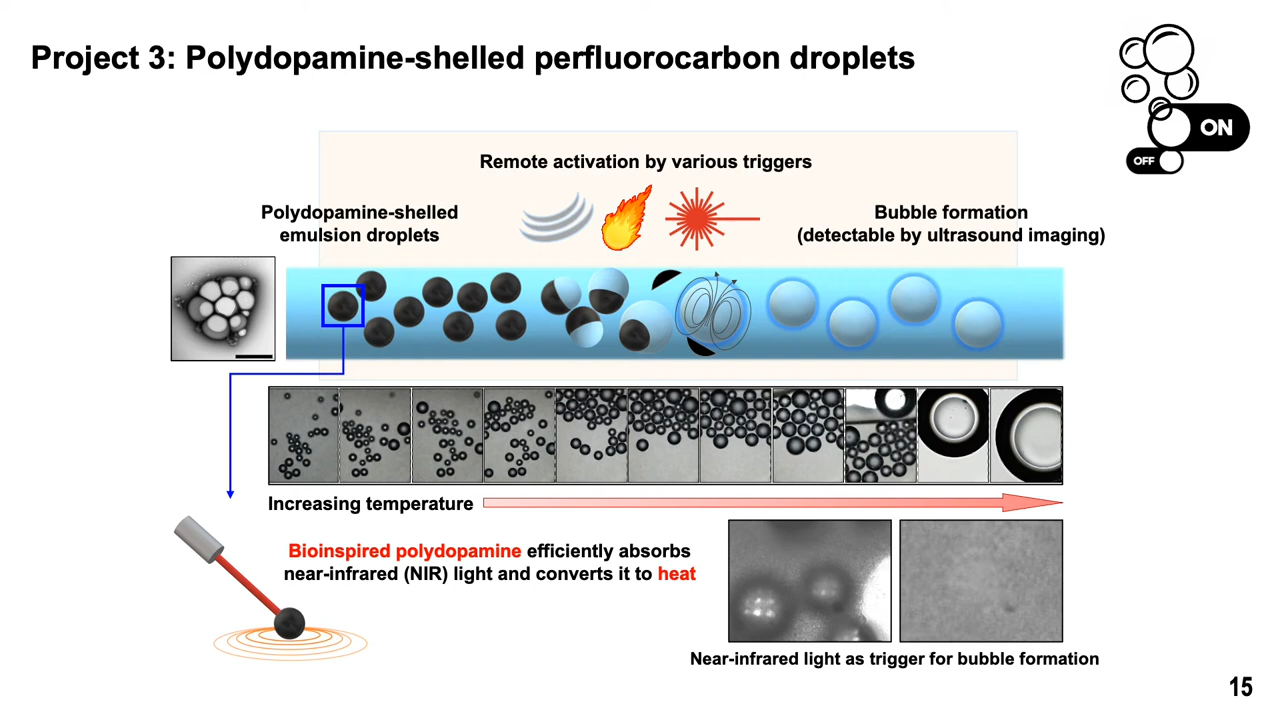 Project 3: Polydopamine-shelled perfluorocarbon droplets
ON
OFF
Remote activation by various triggers
Polydopamine-shelled
emulsion droplets
Bubble formation
(detectable by ultrasound imaging)
Increasing temperature
Bioinspired polydopamine efficiently absorbs
near-infrared (NIR) light and converts it to heat
Near-infrared light as trigger for bubble formation
15